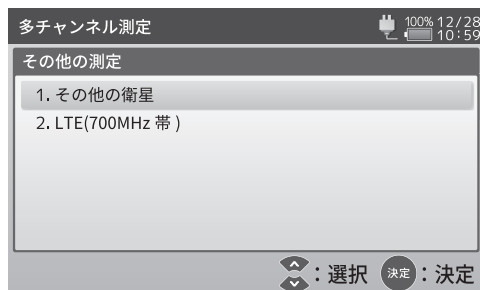 多チャンネル測定
100% 12/28
10:59
その他の測定
1. その他の衛星
2. LTE(700MHz 帯 )
：選択 決定：決定